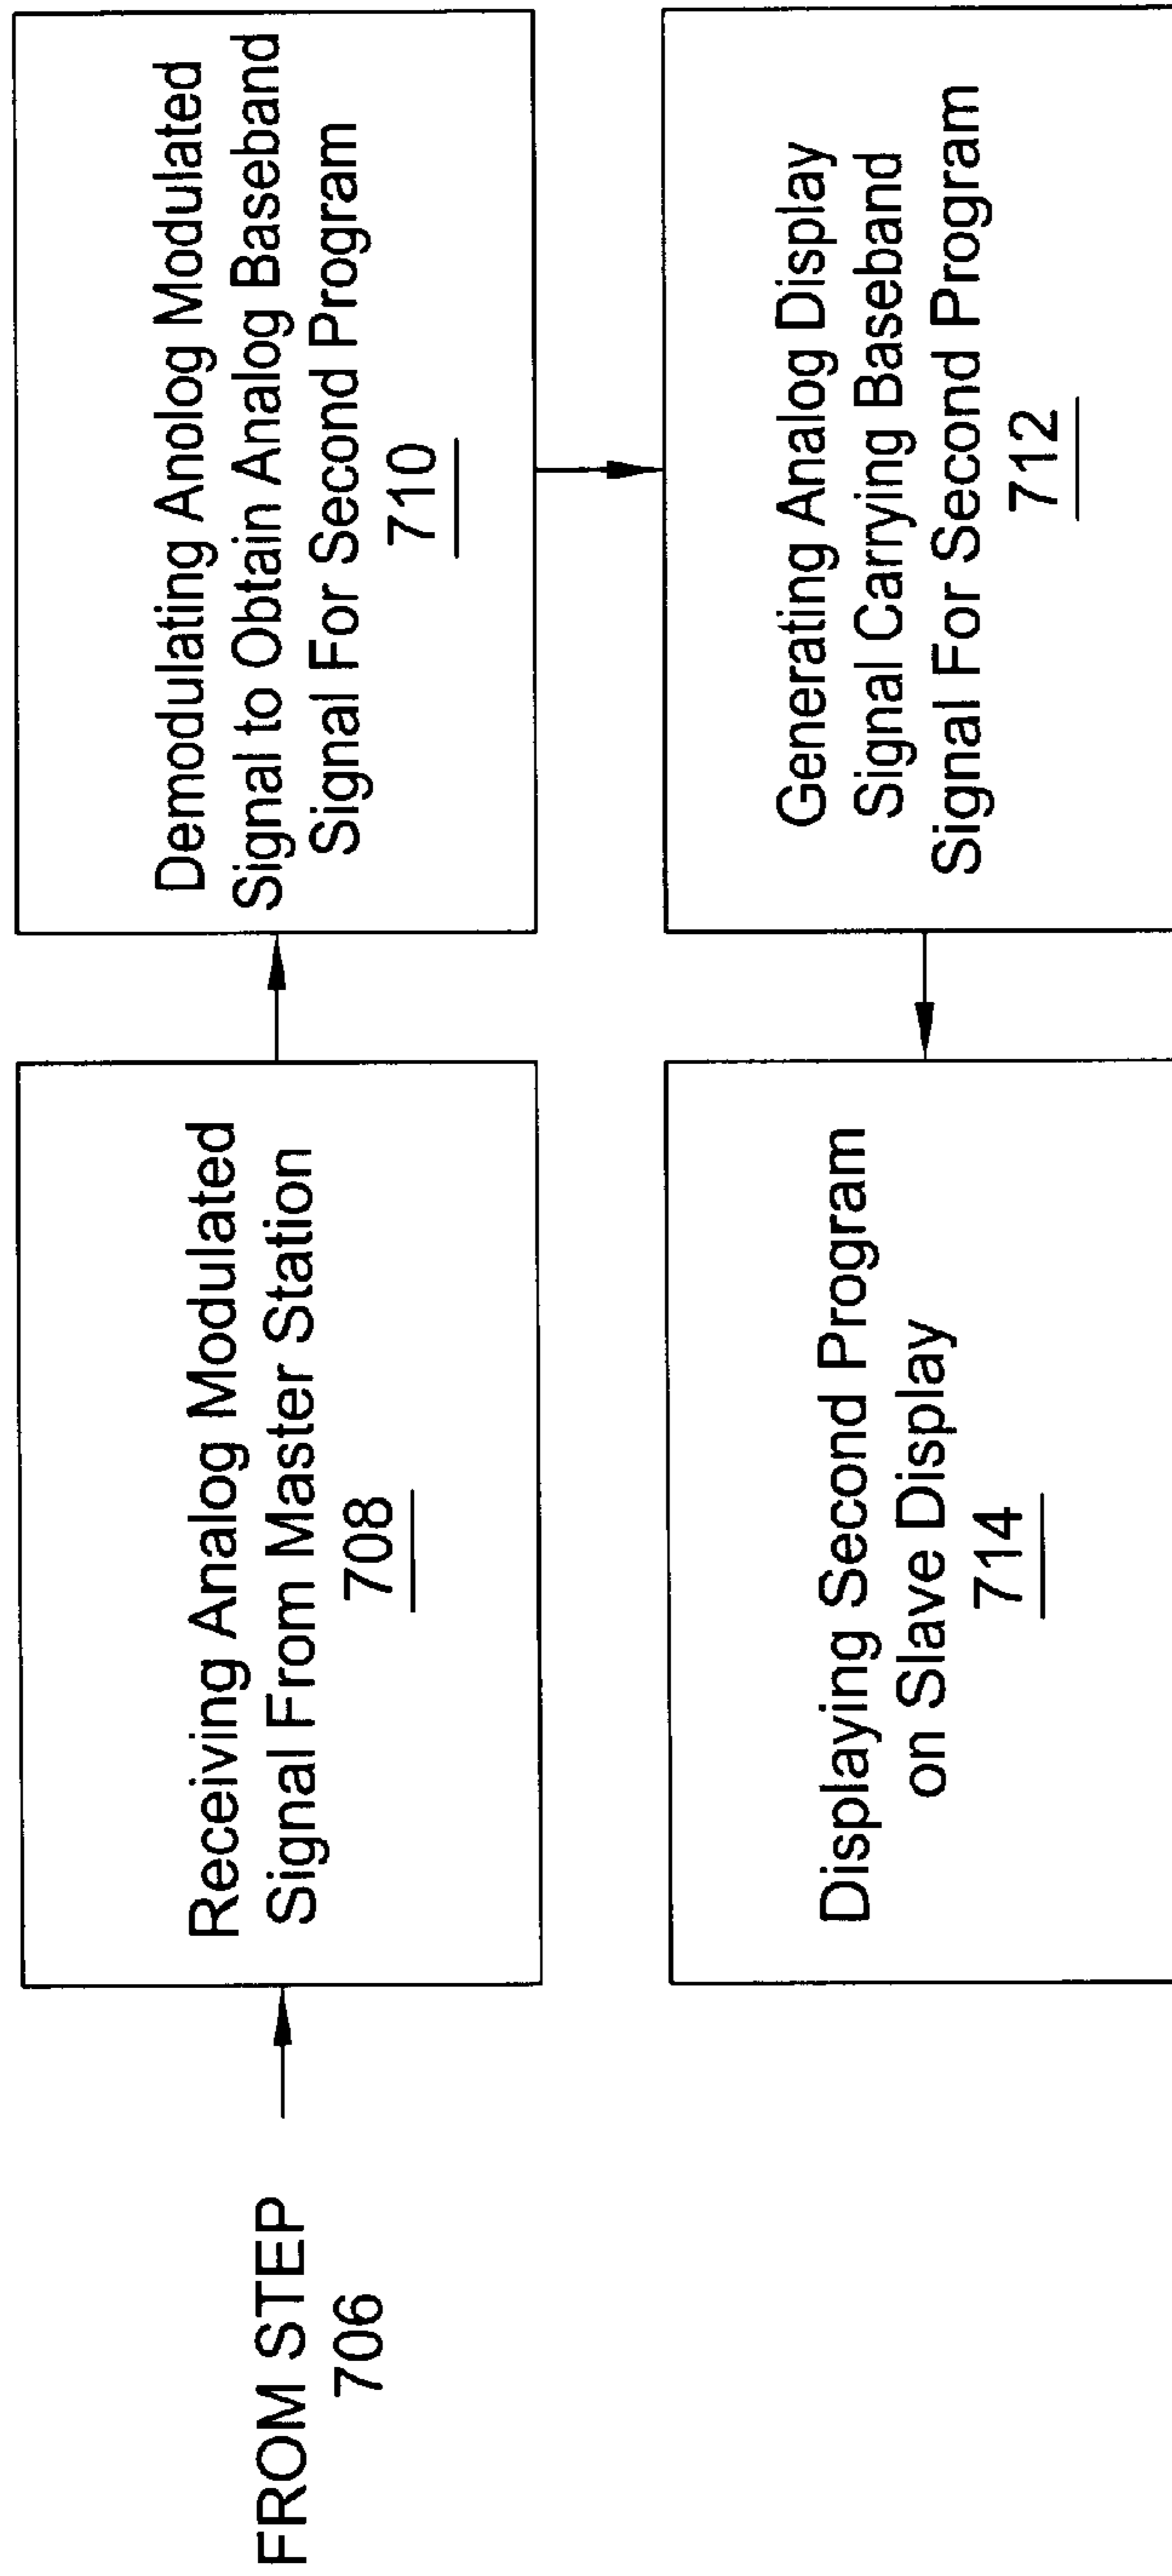 FROM STEP
706
Receiving Analog Modulated
Signal From Master Station
708
Demodulating Anolog Modulated
Signal to Obtain Analog Baseband
Signal For Second Program
710
Generating Analog Display
Signal Carrying Baseband
Signal For Second Program
712
Displaying Second Program
on Slave Display
714